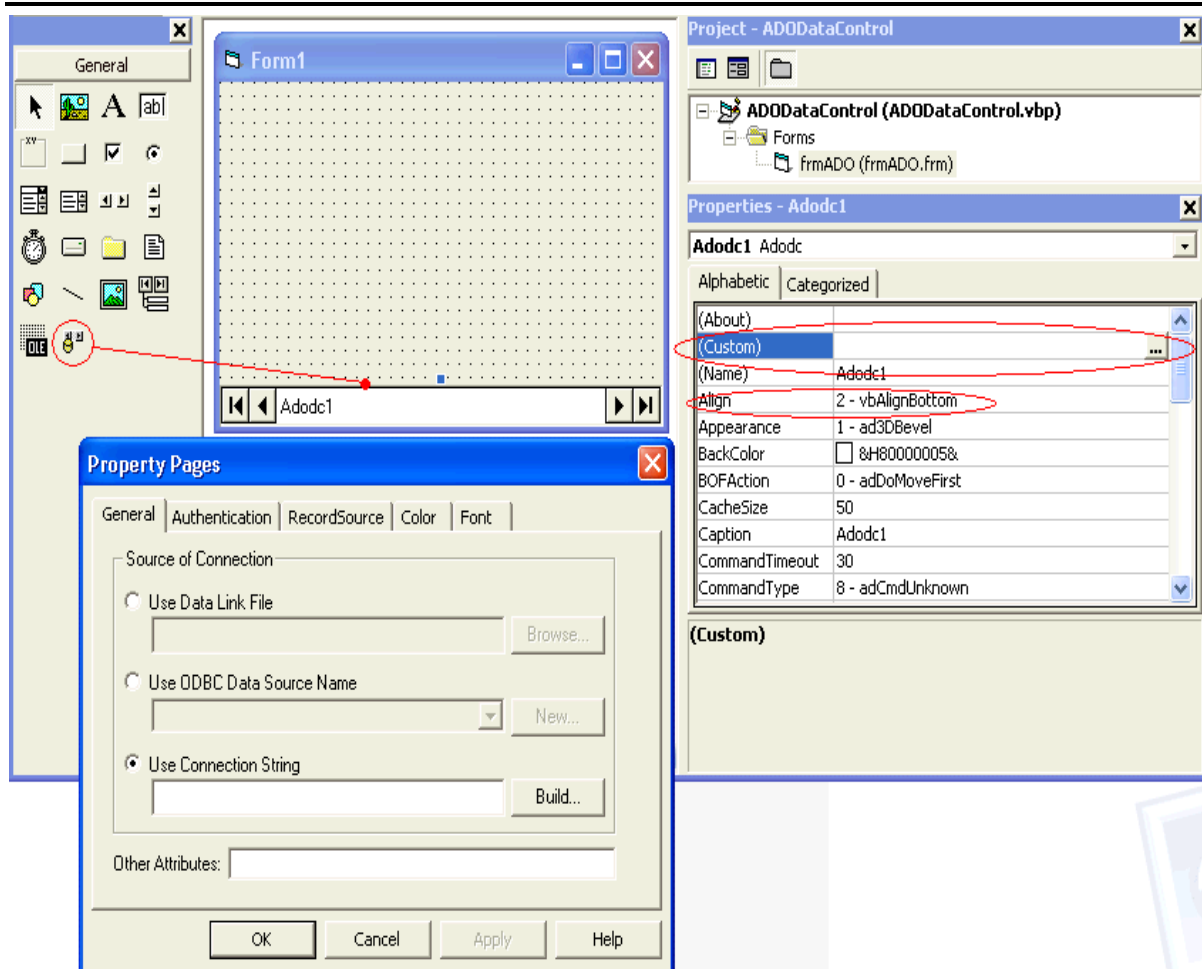 General
A
ab|
XY
OLE
Form1
Adodc1
Project - ADODataControl
ADODataControl (ADODataControl.vbp)
Forms
frmADO (frmADO.frm)
Properties - Adodc1
Adodc1 Adodc
Alphabetic Categorized
(About)
(Custom) ...
(Name) Adodc1
Align 2 - vbAlignBottom
Appearance 1 - ad3DBevel
BackColor &H80000005&
BOFAction 0 - adDoMoveFirst
CacheSize 50
Caption Adodc1
CommandTimeout 30
CommandType 8 - adCmdUnknown
(Custom)
Property Pages
General Authentication RecordSource Color Font
Source of Connection
Use Data Link File
Browse...
Use ODBC Data Source Name
New...
Use Connection String
Build...
Other Attributes:
OK Cancel Apply Help